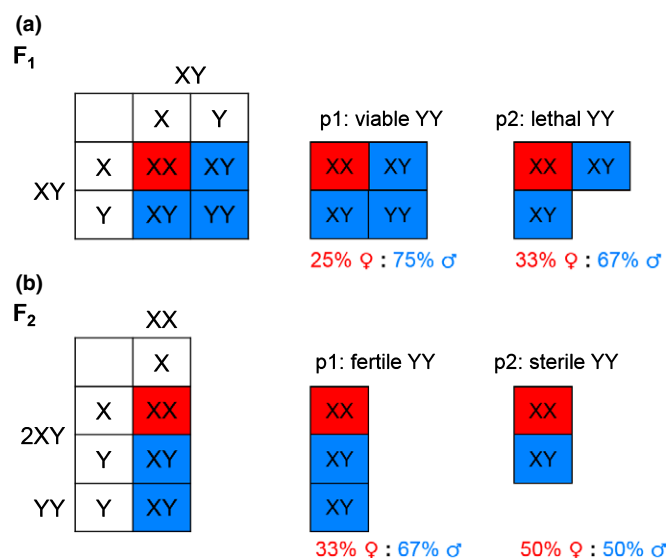 (a)
F1
XY
X Y
p1: viable YY
p2: lethal YY
XY
X XX XY
Y XY YY
XX XY
XY YY
XX XY
XY
25% ♀ : 75% ♂
33% ♀ : 67% ♂
(b)
F2
XX
X
p1: fertile YY
p2: sterile YY
2XY
X XX
Y XY
YY Y XY
XX
XY
XY
XX
XY
33% ♀ : 67% ♂
50% ♀ : 50% ♂